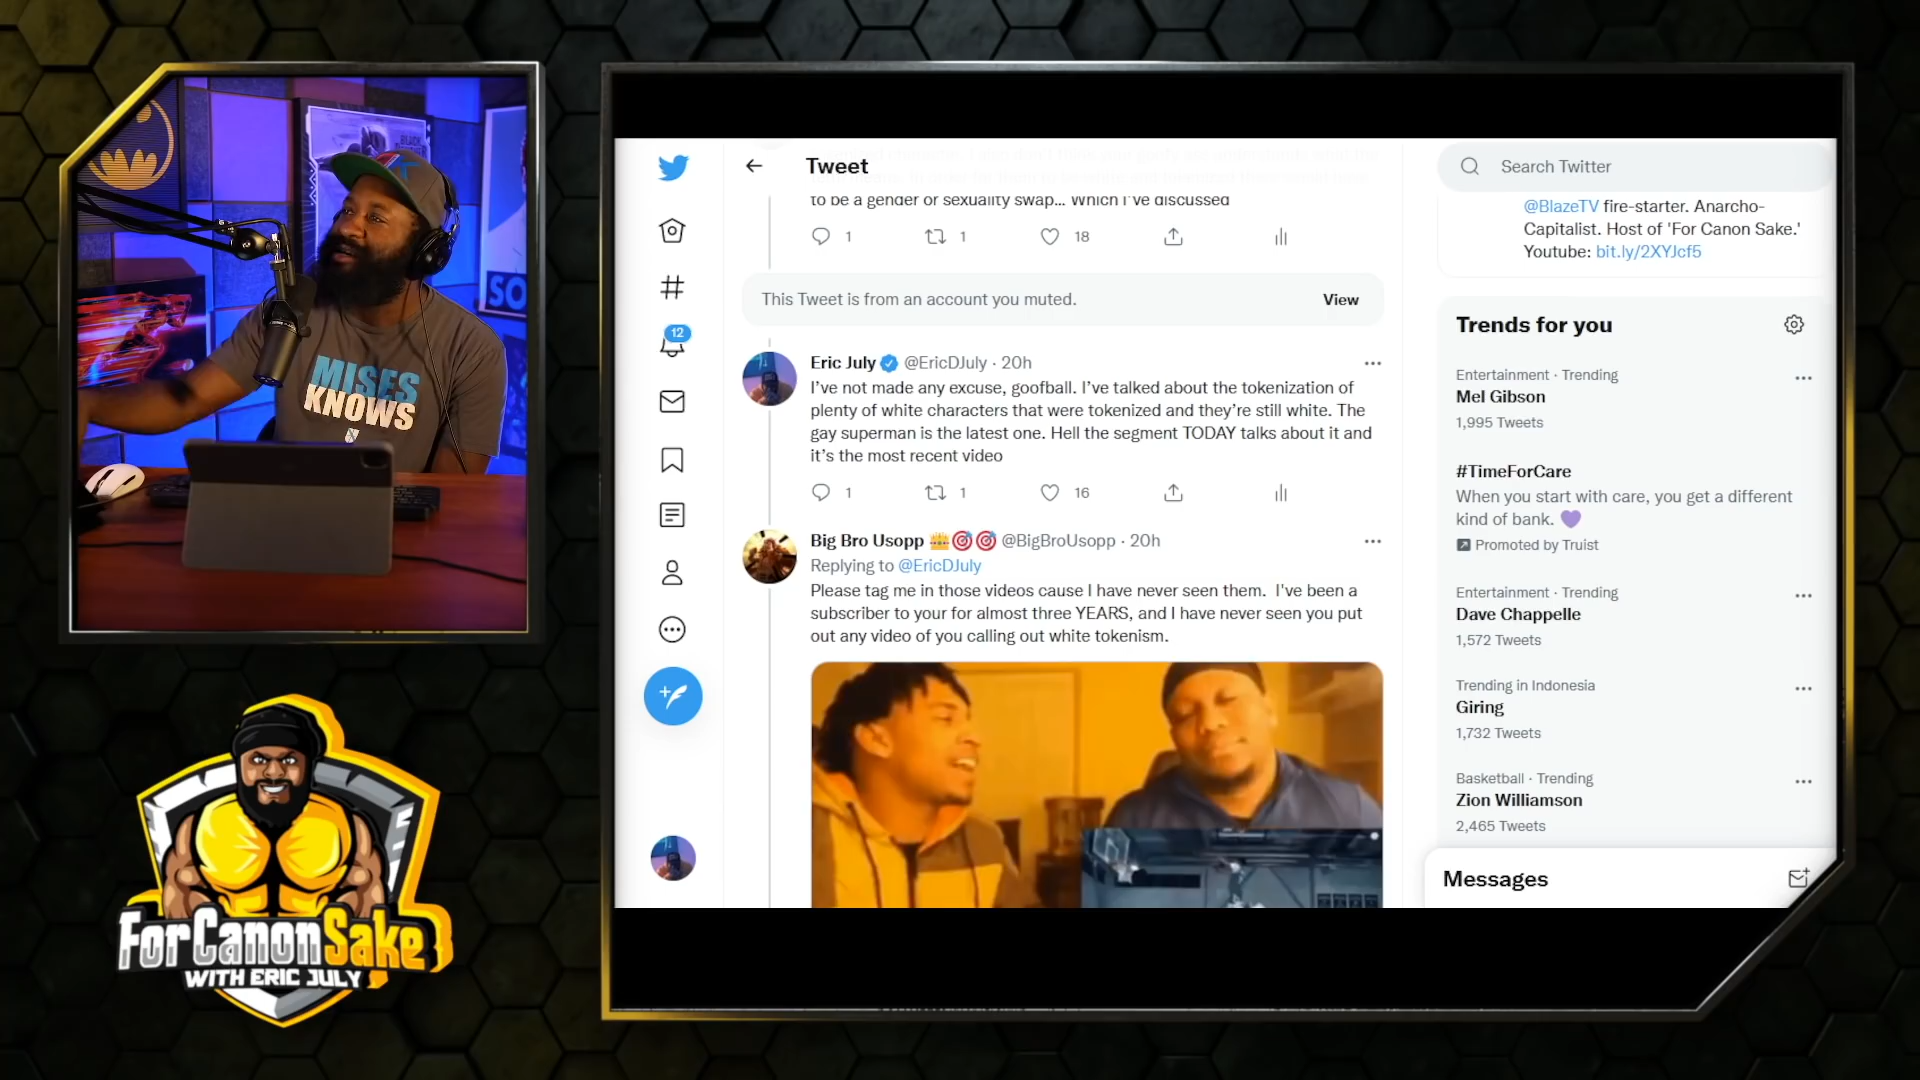 BLACK
SO
MISES
KNOWS
ForCanonSake
WITH ERIC JULY
Tweet
to be a gender or sexuality swap... Which I've discussed
1
1
18
This Tweet is from an account you muted.
View
12
Eric July @EricDJuly · 20h
I've not made any excuse, goofball. I've talked about the tokenization of
plenty of white characters that were tokenized and they're still white. The
gay superman is the latest one. Hell the segment TODAY talks about it and
it's the most recent video
1
1
16
Big Bro Usopp 👑🎯🎯 @BigBroUsopp · 20h
Replying to @EricDJuly
Please tag me in those videos cause I have never seen them. I've been a
subscriber to your for almost three YEARS, and I have never seen you put
out any video of you calling out white tokenism.
Search Twitter
@BlazeTV fire-starter. Anarcho-
Capitalist. Host of 'For Canon Sake.'
Youtube: bit.ly/2XYJcf5
Trends for you
Entertainment · Trending
Mel Gibson
1,995 Tweets
#TimeForCare
When you start with care, you get a different
kind of bank. 💜
Promoted by Truist
Entertainment · Trending
Dave Chappelle
1,572 Tweets
Trending in Indonesia
Giring
1,732 Tweets
Basketball · Trending
Zion Williamson
2,465 Tweets
Messages